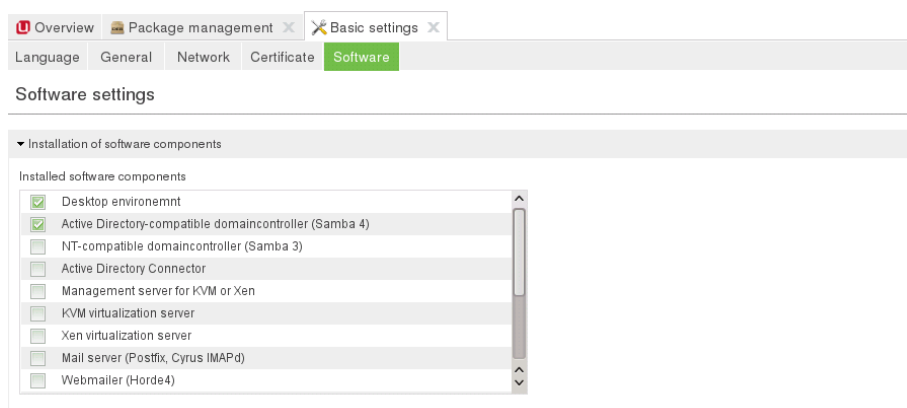 Overview Package management Basic settings
Language General Network Certificate Software
Software settings
Installation of software components
Installed software components
Desktop environemnt
Active Directory-compatible domaincontroller (Samba 4)
NT-compatible domaincontroller (Samba 3)
Active Directory Connector
Management server for KVM or Xen
KVM virtualization server
Xen virtualization server
Mail server (Postfix, Cyrus IMAPd)
Webmailer (Horde4)